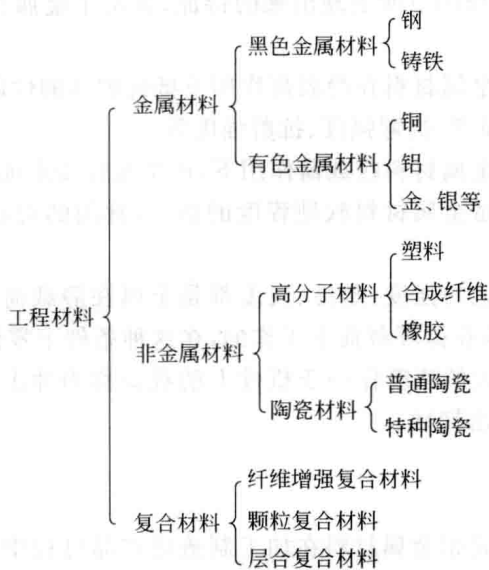 工程材料
金属材料
黑色金属材料
钢
铸铁
有色金属材料
铜
铝
金、银等
非金属材料
高分子材料
塑料
合成纤维
橡胶
陶瓷材料
普通陶瓷
特种陶瓷
复合材料
纤维增强复合材料
颗粒复合材料
层合复合材料